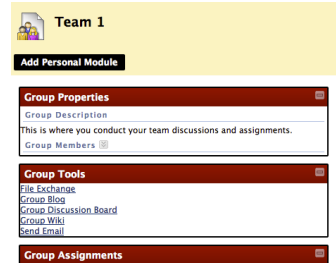 Team 1
Add Personal Module
Group Properties
Group Description
This is where you conduct your team discussions and assignments.
Group Members
Group Tools
File Exchange
Group Blog
Group Discussion Board
Group Wiki
Send Email
Group Assignments